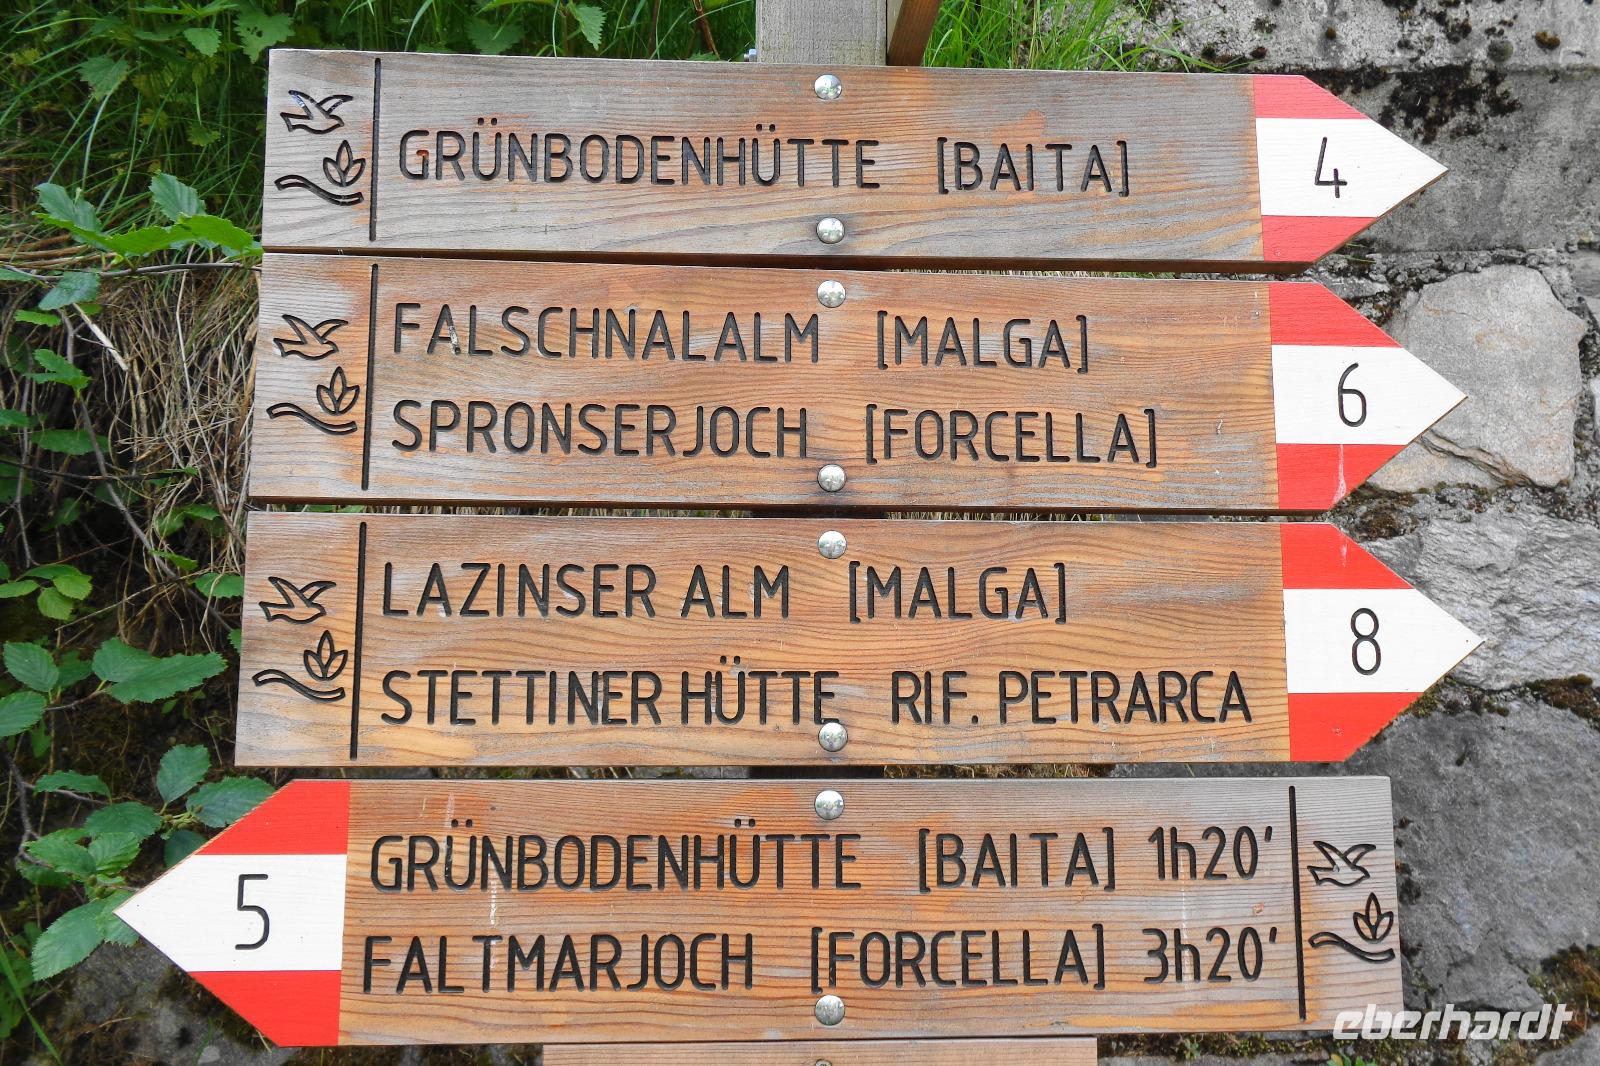 GRÜNBODENHÜTTE [BAITA] 4
FALSCHNALALM [MALGA]
SPRONSERJOCH [FORCELLA]
6
LAZINSER ALM [MALGA]
STETTINER HÜTTE RIF. PETRARCA
8
5
GRÜNBODENHÜTTE [BAITA] 1h20'
FALTMARJOCH [FORCELLA] 3h20'
eberhardt